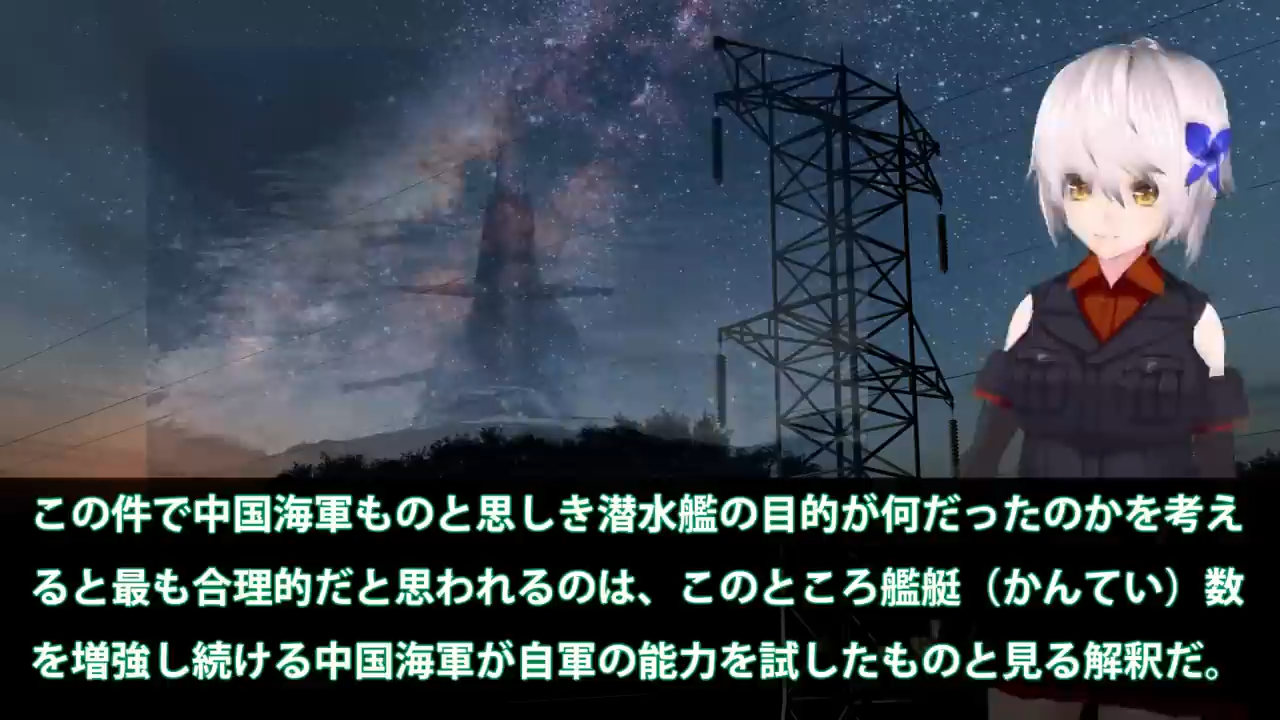 この件で中国海軍ものと思しき潜水艦の目的が何だったのかを考え
ると最も合理的だと思われるのは、このところ艦艇（かんてい）数
を増強し続ける中国海軍が自軍の能力を試したものと見る解釈だ。